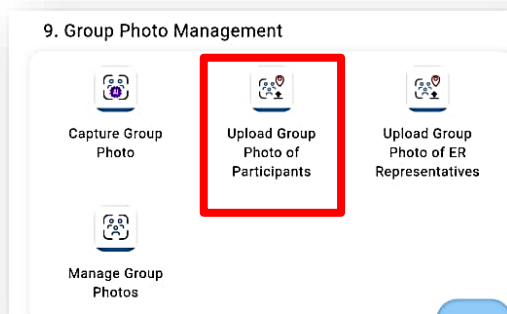 9. Group Photo Management
Capture Group
Photo
Upload Group
Photo of
Participants
Upload Group
Photo of ER
Representatives
AI
Manage Group
Photos